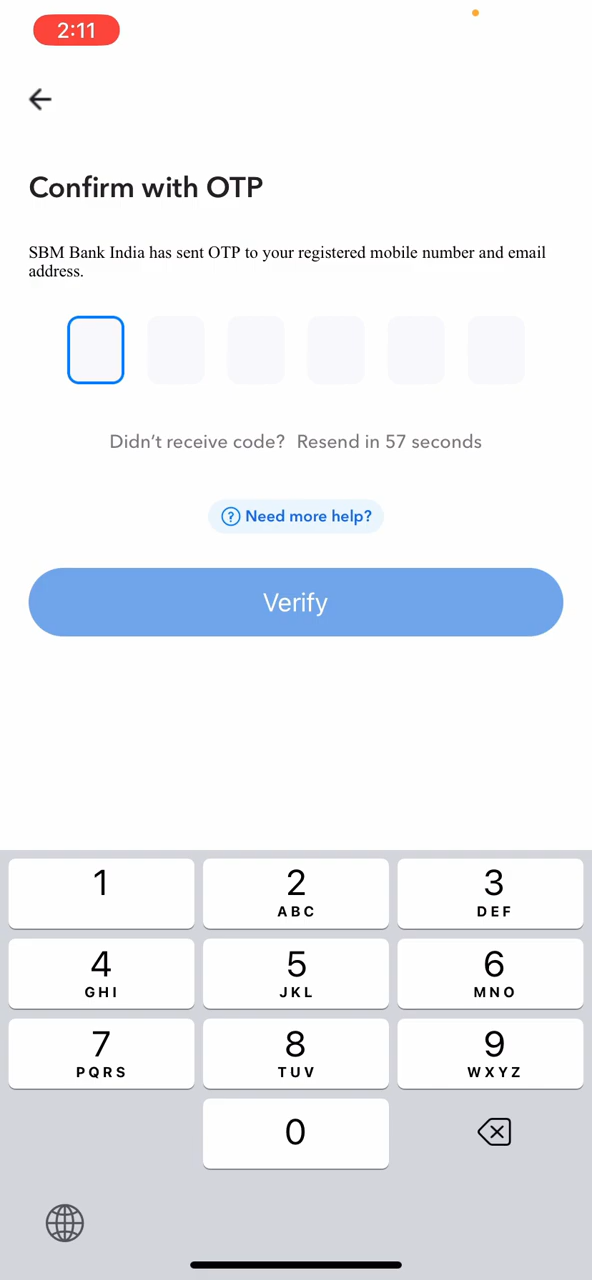 2:11
Confirm with OTP
SBM Bank India has sent OTP to your registered mobile number and email
address.
Didn't receive code? Resend in 57 seconds
? Need more help?
Verify
1
2
ABC
3
DEF
4
GHI
5
JKL
6
MNO
7
PQRS
8
TUV
9
WXYZ
0